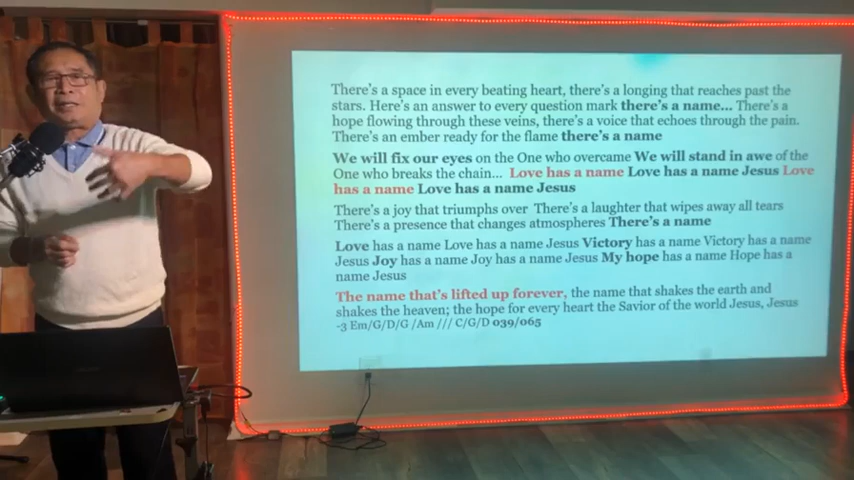 There's a space in every beating heart, there's a longing that reaches past the
stars. Here's an answer to every question mark there's a name... There's a
hope flowing through these veins, there's a voice that echoes through the pain.
There's an ember ready for the flame there's a name
We will fix our eyes on the One who overcame We will stand in awe of the
One who breaks the chain... Love has a name Love has a name Jesus Love
has a name Love has a name Jesus
There's a joy that triumphs over There's a laughter that wipes away all tears
There's a presence that changes atmospheres There's a name
Love has a name Love has a name Jesus Victory has a name Victory has a name
Jesus Joy has a name Joy has a name Jesus My hope has a name Hope has a
name Jesus
The name that's lifted up forever, the name that shakes the earth and
shakes the heaven; the hope for every heart the Savior of the world Jesus, Jesus
-3 Em/G/D/G /Am /// C/G/D 039/065